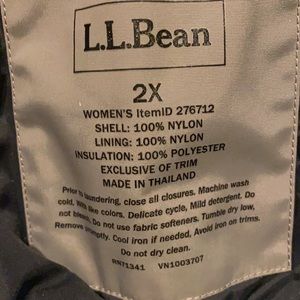 L.L.Bean
2X
WOMEN'S ItemID 276712
SHELL: 100% NYLON
LINING: 100% NYLON
INSULATION: 100% POLYESTER
EXCLUSIVE OF TRIM
MADE IN THAILAND
Prior to laundering, close all closures. Machine wash
cold, With like colors. Delicate cycle, Mild detergent. Do
not bleach. Do not use fabric softeners. Tumble dry low,
Remove promptly. Cool iron if needed, Avoid iron on trims.
Do not dry clean.
RN71341 VN1003707